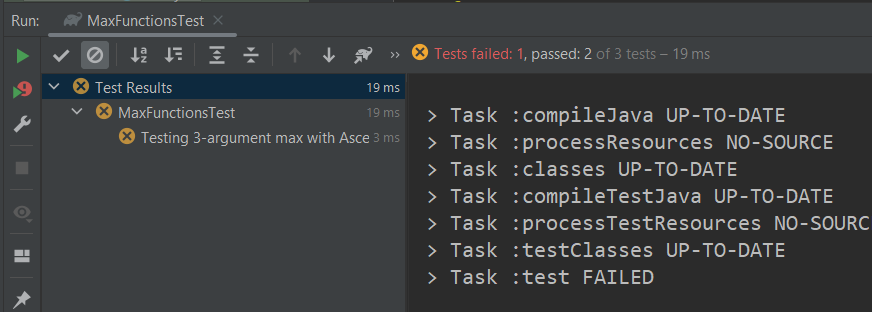 Run: MaxFunctionsTest ×
Tests failed: 1, passed: 2 of 3 tests – 19 ms
Test Results 19 ms
MaxFunctionsTest 19 ms
Testing 3-argument max with Asce 3 ms
> Task :compileJava UP-TO-DATE
> Task :processResources NO-SOURCE
> Task :classes UP-TO-DATE
> Task :compileTestJava UP-TO-DATE
> Task :processTestResources NO-SOURC
> Task :testClasses UP-TO-DATE
> Task :test FAILED